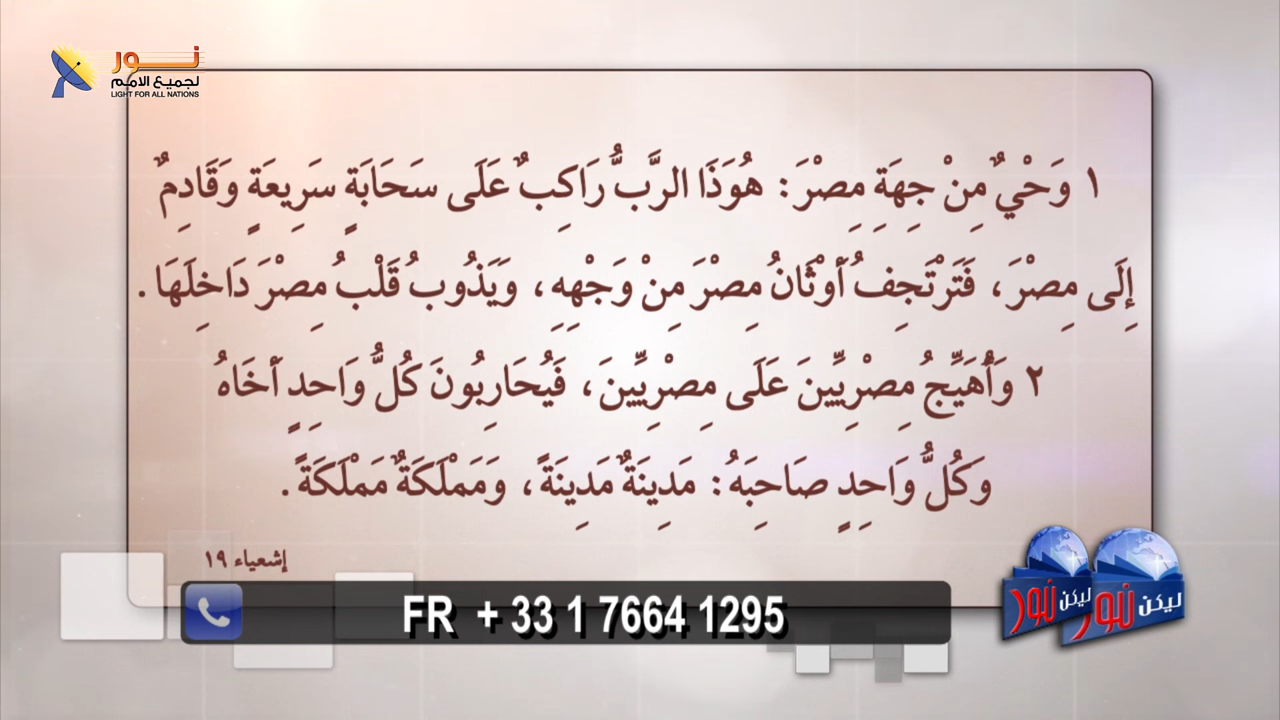 نور
لجميع الامم
LIGHT FOR ALL NATIONS
١ وَحْيٌ مِنْ جِهَةِ مِصْرَ: هُوَذَا الرَّبُّ رَاكِبٌ عَلَى سَحَابَةٍ سَرِيعَةٍ وَقَادِمٌ
إِلَى مِصْرَ، فَتَرْتَجِفُ أَوْثَانُ مِصْرَ مِنْ وَجْهِهِ، وَيَذُوبُ قَلْبُ مِصْرَ دَاخِلَهَا.
٢ وَأُهَيِّجُ مِصْرِيِّينَ عَلَى مِصْرِيِّينَ، فَيُحَارِبُونَ كُلُّ وَاحِدٍ أَخَاهُ
وَكُلُّ وَاحِدٍ صَاحِبَهُ: مَدِينَةٌ مَدِينَةً، وَمَمْلَكَةٌ مَمْلَكَةً.
إشعياء ١٩
ليكن نور
ليكن نور
FR + 33 1 7664 1295